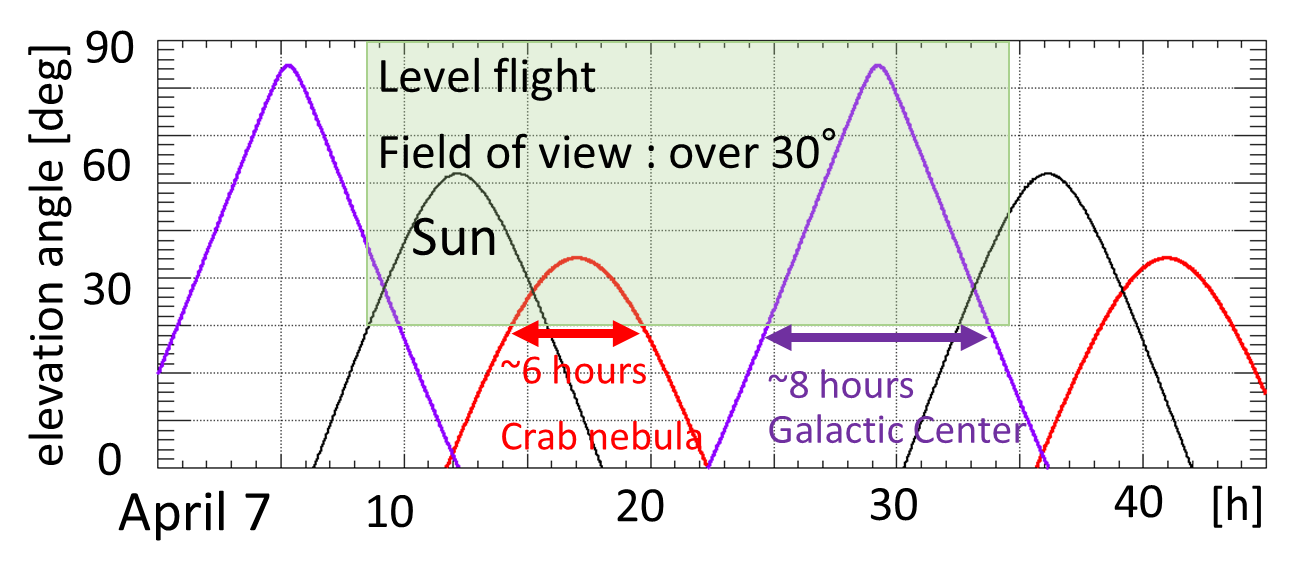 elevation angle [deg]
90
60
30
0
Level flight
Field of view : over 30°
Sun
~6 hours
Crab nebula
~8 hours
Galactic Center
April 7
10
20
30
40
[h]